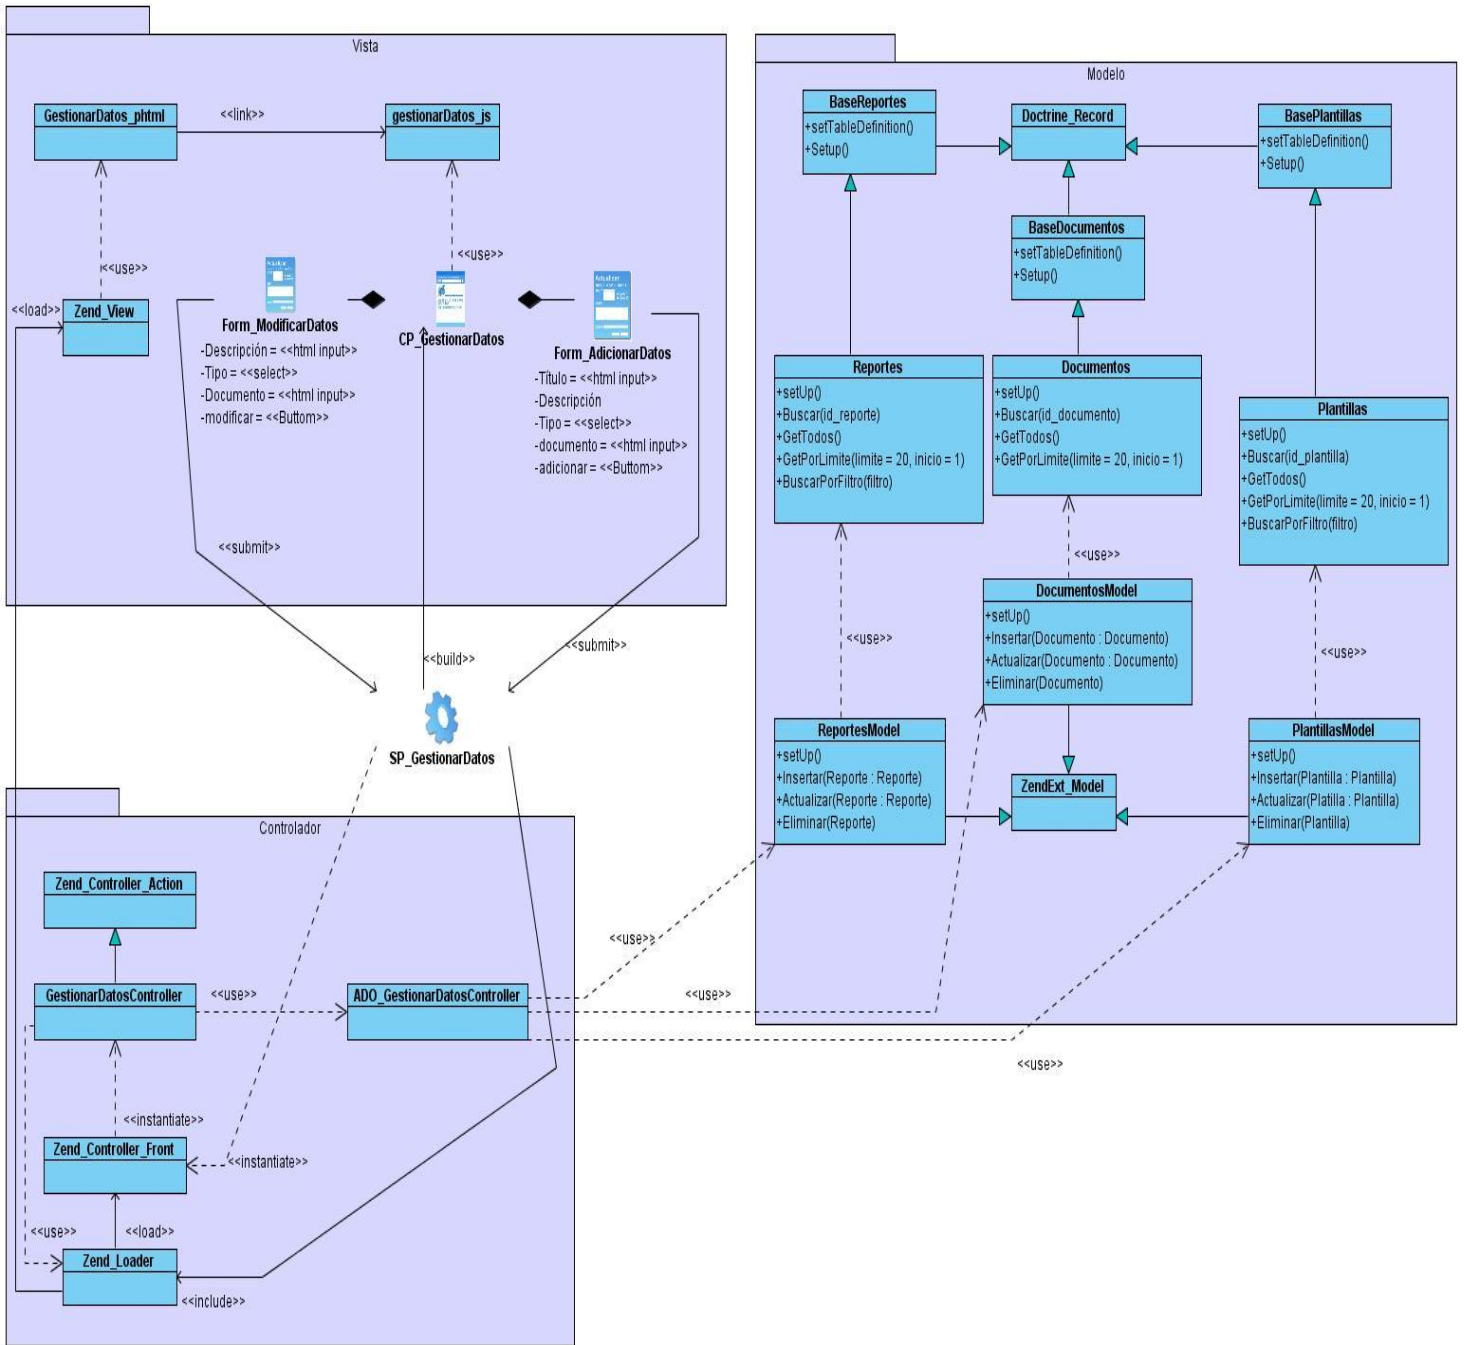 Vista
GestionarDatos_phtml
<<link>>
gestionarDatos_js
<<use>>
<<use>>
<<load>>
Zend_View
Form_ModificarDatos
-Descripción = <<html input>>
-Tipo = <<select>>
-Documento = <<html input>>
-modificar = <<Buttom>>
CP_GestionarDatos
Actualizar
Form_AdicionarDatos
-Título = <<html input>>
-Descripción
-Tipo = <<select>>
-documento = <<html input>>
-adicionar = <<Buttom>>
<<submit>>
<<submit>>
<<build>>
SP_GestionarDatos
Controlador
Zend_Controller_Action
GestionarDatosController
<<use>>
ADO_GestionarDatosController
<<instantiate>>
Zend_Controller_Front
<<instantiate>>
<<use>>
<<load>>
Zend_Loader
<<include>>
<<use>>
<<use>>
<<use>>
Modelo
BaseReportes
+setTableDefinition()
+Setup()
Doctrine_Record
BasePlantillas
+setTableDefinition()
+Setup()
BaseDocumentos
+setTableDefinition()
+Setup()
Reportes
+setUp()
+Buscar(id_reporte)
+GetTodos()
+GetPorLimite(limite = 20, inicio = 1)
+BuscarPorFiltro(filtro)
Documentos
+setUp()
+Buscar(id_documento)
+GetTodos()
+GetPorLimite(limite = 20, inicio = 1)
Plantillas
+setUp()
+Buscar(id_plantilla)
+GetTodos()
+GetPorLimite(limite = 20, inicio = 1)
+BuscarPorFiltro(filtro)
<<use>>
<<use>>
<<use>>
DocumentosModel
+setUp()
+Insertar(Documento : Documento)
+Actualizar(Documento : Documento)
+Eliminar(Documento)
ReportesModel
+setUp()
+Insertar(Reporte : Reporte)
+Actualizar(Reporte : Reporte)
+Eliminar(Reporte)
ZendExt_Model
PlantillasModel
+setUp()
+Insertar(Plantilla : Plantilla)
+Actualizar(Platilla : Plantilla)
+Eliminar(Plantilla)